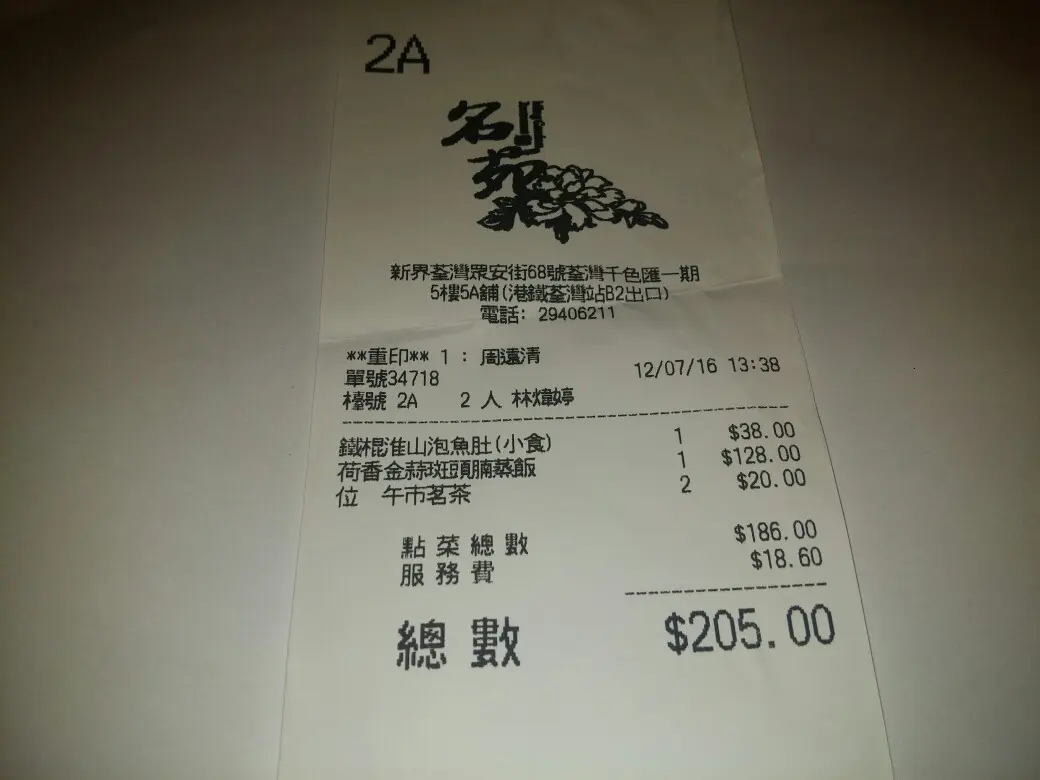 2A
名苑
新界荃灣眾安街68號荃灣千色匯一期
5樓5A舖(港鐵荃灣站B2出口)
電話: 29406211
**重印** 1 : 周遠清
單號34718 12/07/16 13:38
檯號 2A 2 人 林煒婷
鐵棍淮山泡魚肚(小食) 1 $38.00
荷香金蒜斑頭腩蒸飯 1 $128.00
位 午市茗茶 2 $20.00
點菜總數 $186.00
服務費 $18.60
總數 $205.00